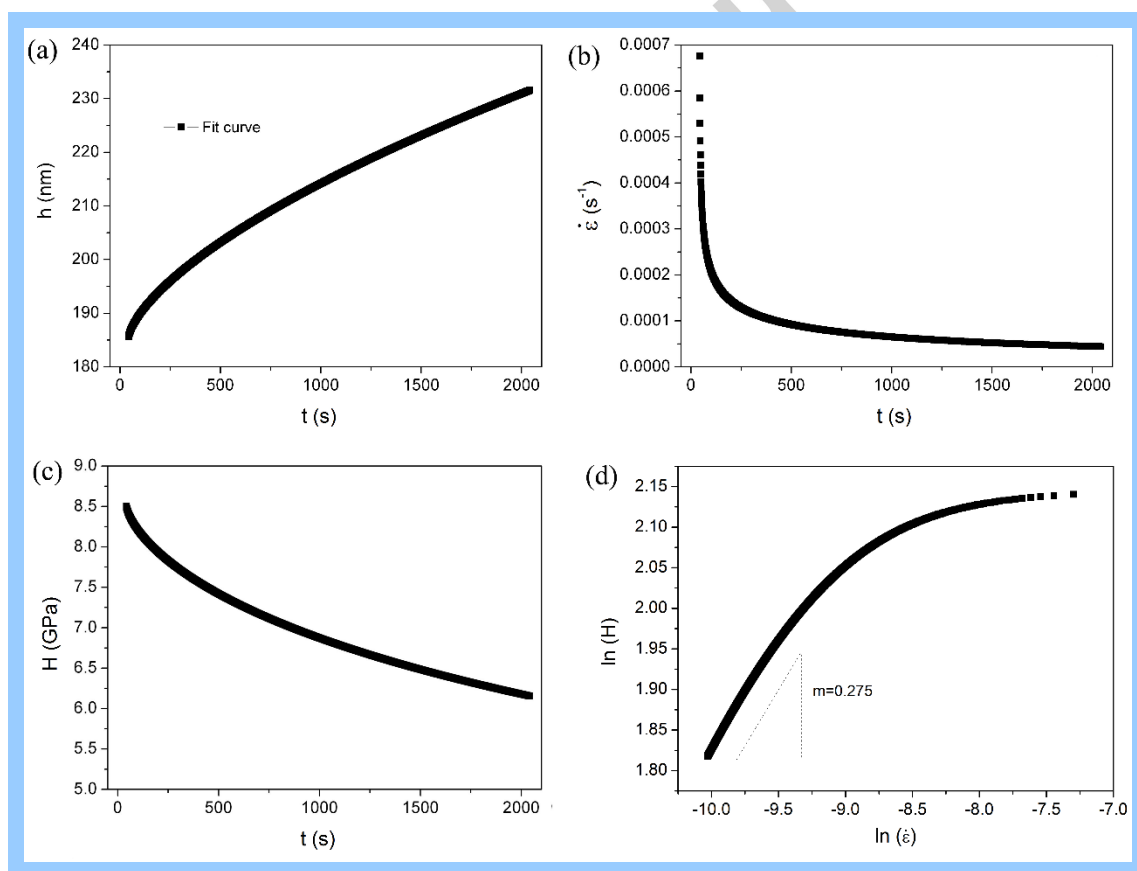 (a)
240
230
220
210
200
190
180
h (nm)
Fit curve
0 500 1000 1500 2000
t (s)
(b)
0.0007
0.0006
0.0005
0.0004
0.0003
0.0002
0.0001
0.0000
ε̇ (s⁻¹)
0 500 1000 1500 2000
t (s)
(c)
9.0
8.5
8.0
7.5
7.0
6.5
6.0
5.5
5.0
H (GPa)
0 500 1000 1500 2000
t (s)
(d)
2.15
2.10
2.05
2.00
1.95
1.90
1.85
1.80
ln (H)
m=0.275
-10.0 -9.5 -9.0 -8.5 -8.0 -7.5 -7.0
ln (ε̇)